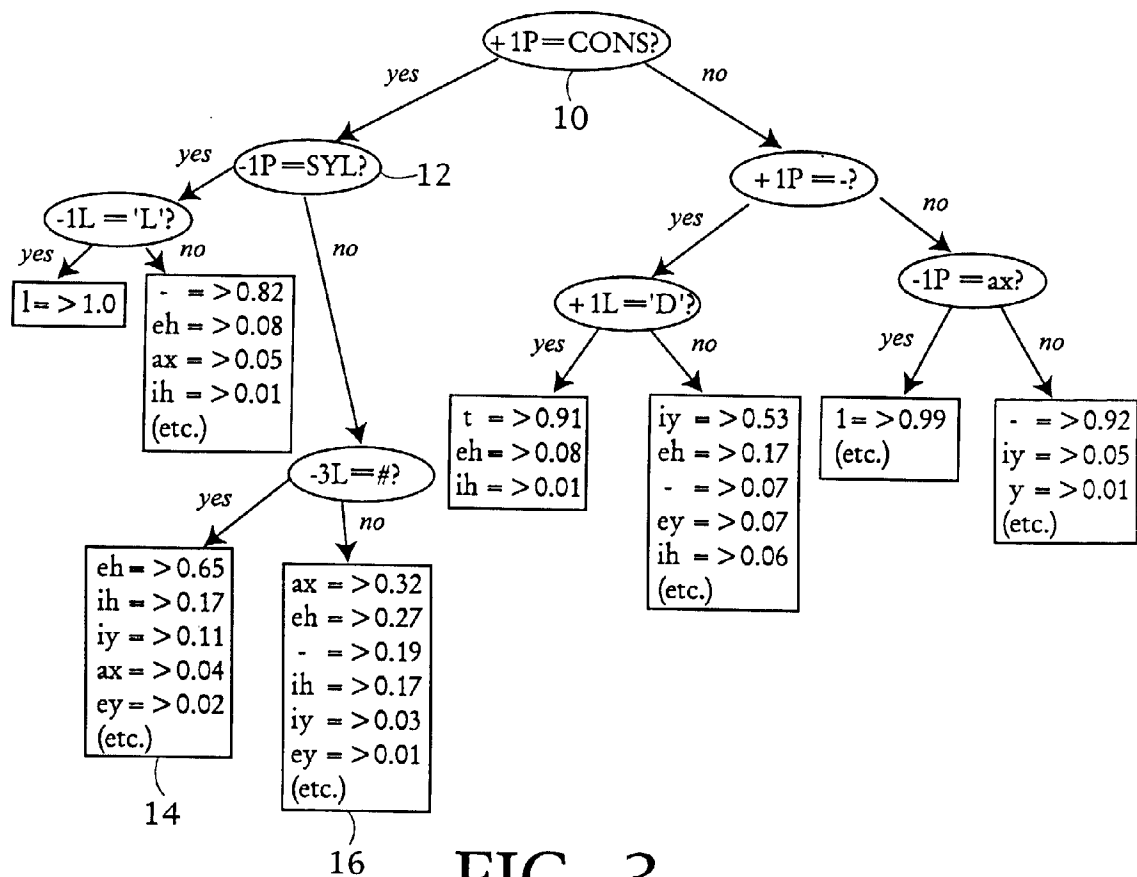 +1P=CONS?
yes
no
10
-1P=SYL?
12
+1P=-?
yes
no
yes
no
-1L='L'?
+1L='D'?
-1P=ax?
yes
no
yes
no
yes
no
l=>1.0
- =>0.82
eh=>0.08
ax=>0.05
ih=>0.01
(etc.)
t =>0.91
eh=>0.08
ih=>0.01
iy =>0.53
eh =>0.17
- =>0.07
ey =>0.07
ih =>0.06
(etc.)
1=>0.99
(etc.)
- =>0.92
iy=>0.05
y=>0.01
(etc.)
-3L=#?
yes
no
eh=>0.65
ih=>0.17
iy=>0.11
ax=>0.04
ey=>0.02
(etc.)
14
ax =>0.32
eh =>0.27
- =>0.19
ih =>0.17
iy =>0.03
ey =>0.01
(etc.)
16
FIG. 3